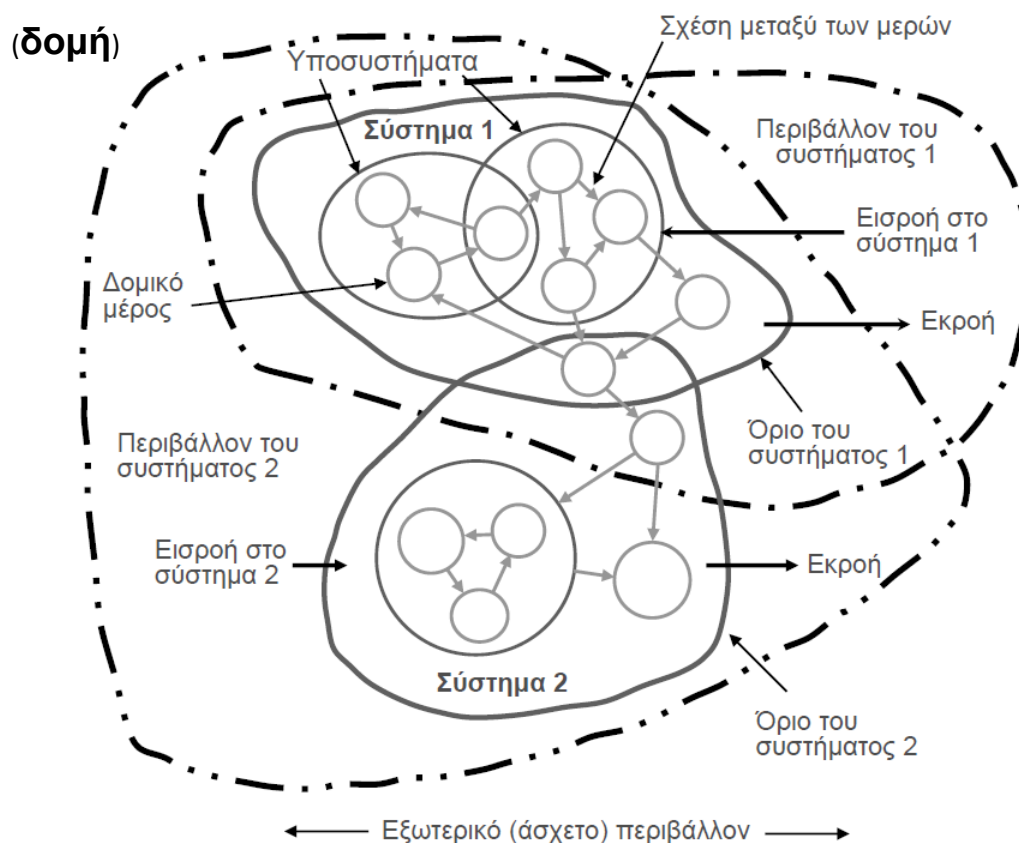 (δομή)
Σχέση μεταξύ των μερών
Υποσυστήματα
Σύστημα 1
Περιβάλλον του
συστήματος 1
Εισροή στο
σύστημα 1
Δομικό
μέρος
Εκροή
Όριο του
συστήματος 1
Περιβάλλον του
συστήματος 2
Εισροή στο
σύστημα 2
Εκροή
Σύστημα 2
Όριο του
συστήματος 2
Εξωτερικό (άσχετο) περιβάλλον